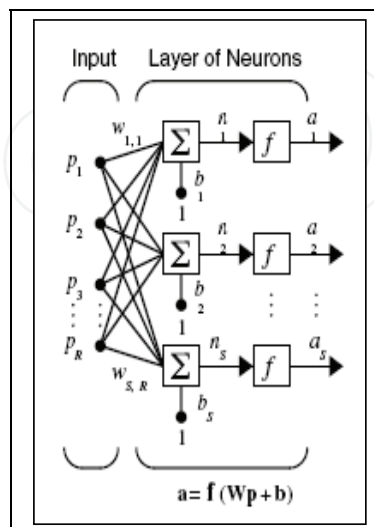 Input Layer of Neurons
w1,1 n1 a1
p1 Σ f
b1
p2 1
n2 a2
Σ f
p3 b2
1
pR nS aS
Σ f
wS, R bS
1
a= f (Wp + b)